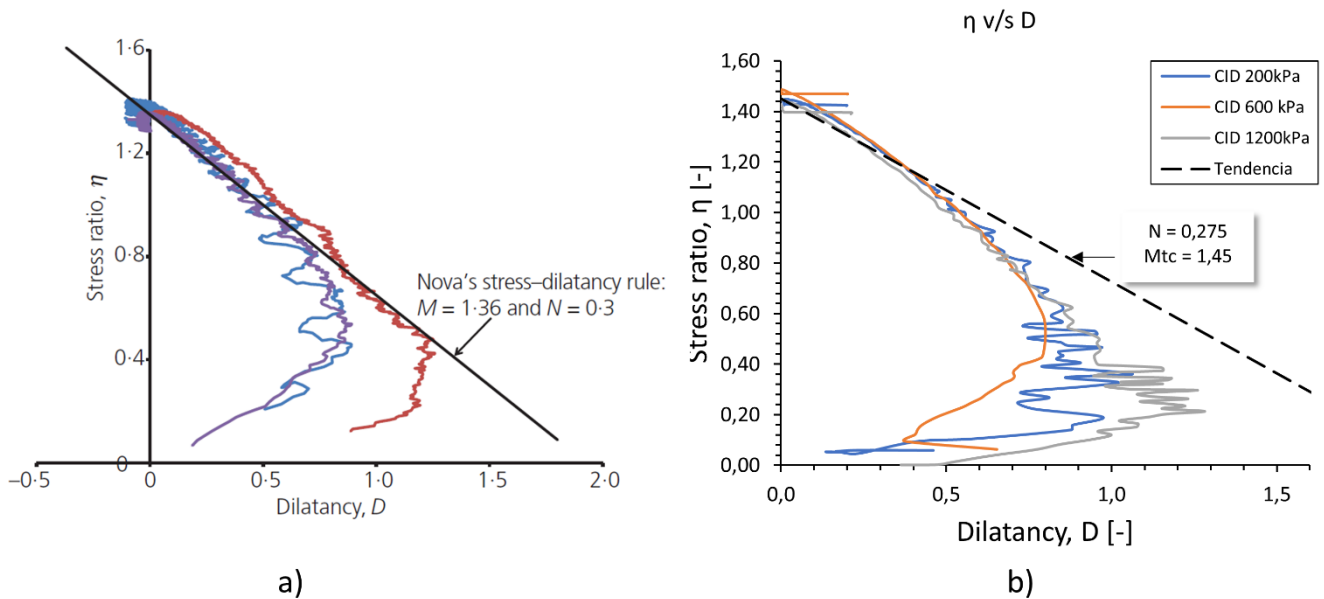 1·6
1·2
0·8
0·4
0
−0·5
0
0·5
1·0
1·5
2·0
Stress ratio, η
Dilatancy, D
Nova's stress–dilatancy rule:
M = 1·36 and N = 0·3
a)
η v/s D
1,60
1,40
1,20
1,00
0,80
0,60
0,40
0,20
0,00
0,0
0,5
1,0
1,5
Stress ratio, η [-]
Dilatancy, D [-]
CID 200kPa
CID 600 kPa
CID 1200kPa
Tendencia
N = 0,275
Mtc = 1,45
b)